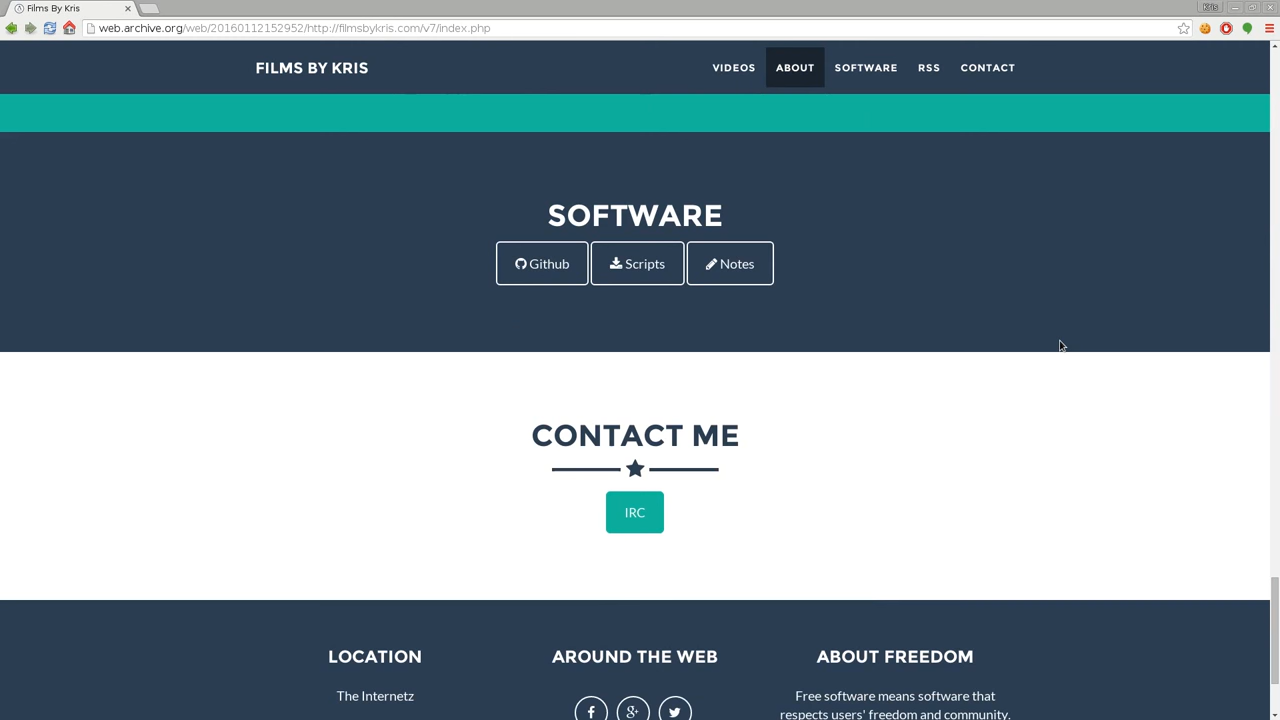 Films By Kris
Kris
web.archive.org/web/20160112152952/http://filmsbykris.com/v7/index.php
FILMS BY KRIS
VIDEOS ABOUT SOFTWARE RSS CONTACT
SOFTWARE
Github Scripts Notes
CONTACT ME
IRC
LOCATION
The Internetz
AROUND THE WEB
ABOUT FREEDOM
Free software means software that
respects users' freedom and community.